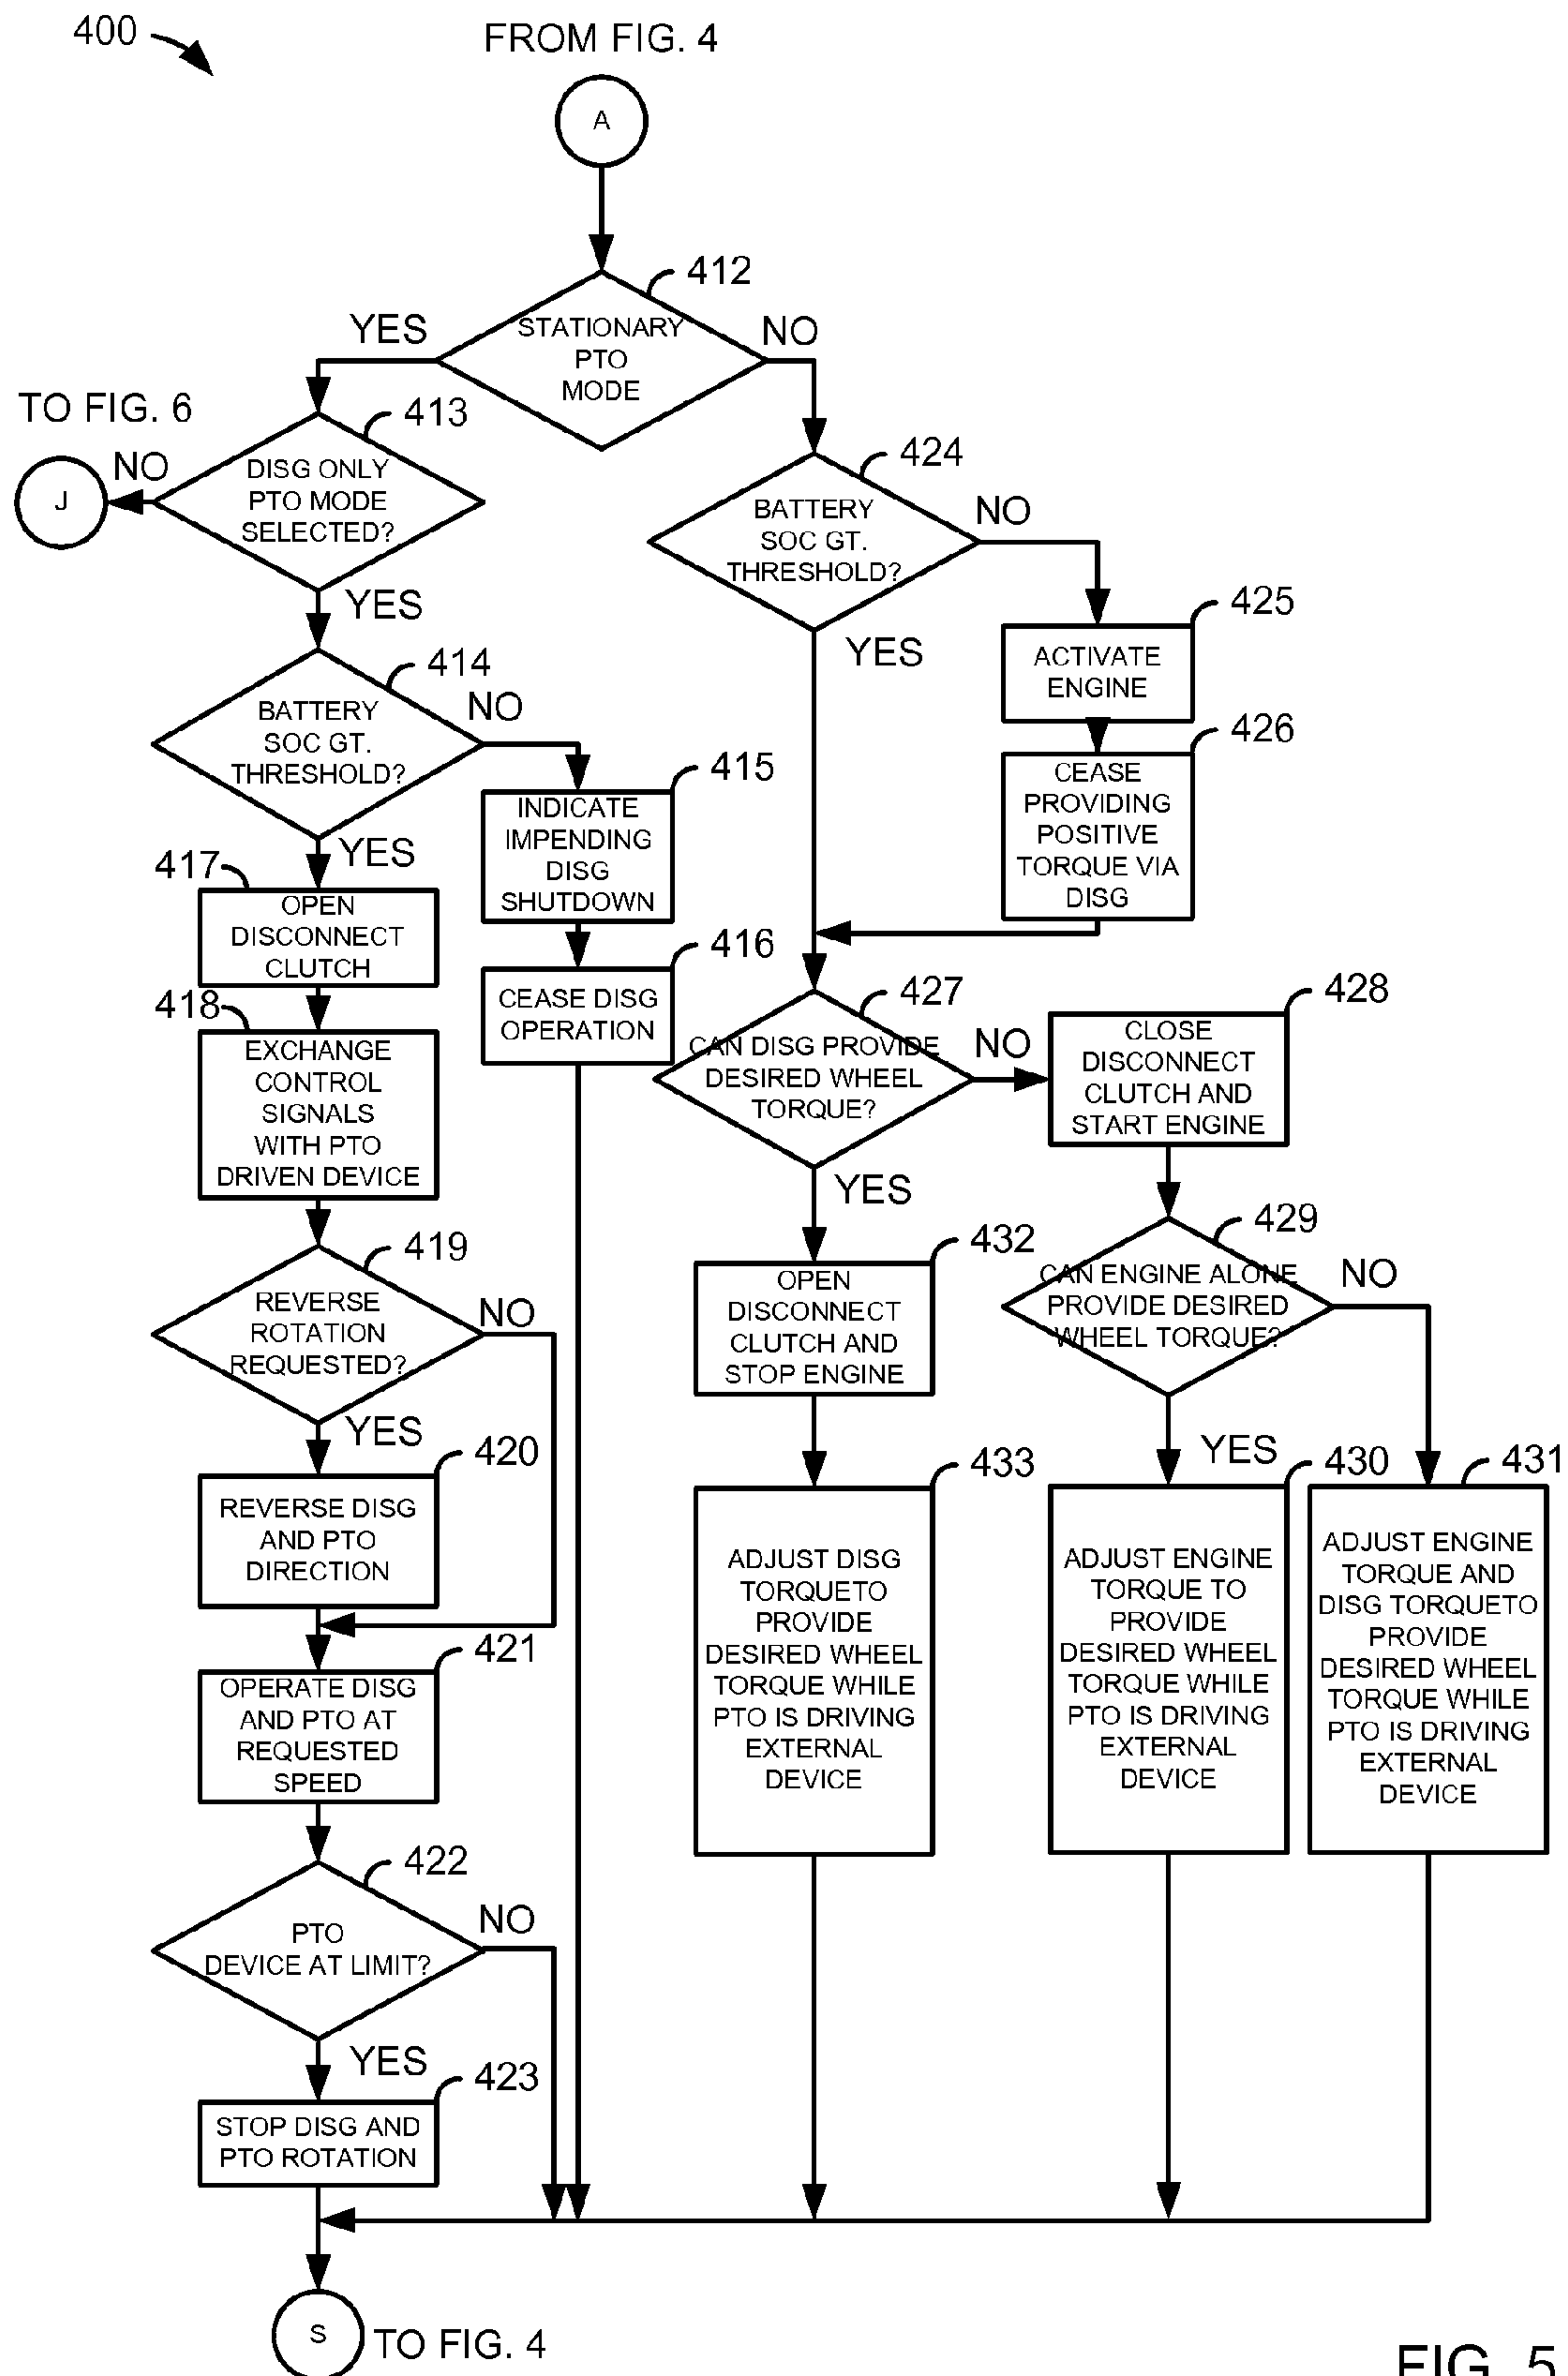 400
FROM FIG. 4
A
412
STATIONARY
PTO
MODE
YES
NO
TO FIG. 6
J
NO
413
DISG ONLY
PTO MODE
SELECTED?
YES
414
BATTERY
SOC GT.
THRESHOLD?
NO
YES
415
INDICATE
IMPENDING
DISG
SHUTDOWN
416
CEASE DISG
OPERATION
417
OPEN
DISCONNECT
CLUTCH
418
EXCHANGE
CONTROL
SIGNALS
WITH PTO
DRIVEN DEVICE
419
REVERSE
ROTATION
REQUESTED?
NO
YES
420
REVERSE DISG
AND PTO
DIRECTION
421
OPERATE DISG
AND PTO AT
REQUESTED
SPEED
422
PTO
DEVICE AT LIMIT?
NO
YES
423
STOP DISG AND
PTO ROTATION
424
BATTERY
SOC GT.
THRESHOLD?
NO
YES
425
ACTIVATE
ENGINE
426
CEASE
PROVIDING
POSITIVE
TORQUE VIA
DISG
427
CAN DISG PROVIDE
DESIRED WHEEL
TORQUE?
NO
YES
428
CLOSE
DISCONNECT
CLUTCH AND
START ENGINE
429
CAN ENGINE ALONE
PROVIDE DESIRED
WHEEL TORQUE?
NO
YES
432
OPEN
DISCONNECT
CLUTCH AND
STOP ENGINE
433
ADJUST DISG
TORQUETO
PROVIDE
DESIRED WHEEL
TORQUE WHILE
PTO IS DRIVING
EXTERNAL
DEVICE
430
ADJUST ENGINE
TORQUE TO
PROVIDE
DESIRED WHEEL
TORQUE WHILE
PTO IS DRIVING
EXTERNAL
DEVICE
431
ADJUST ENGINE
TORQUE AND
DISG TORQUETO
PROVIDE
DESIRED WHEEL
TORQUE WHILE
PTO IS DRIVING
EXTERNAL
DEVICE
S
TO FIG. 4
FIG. 5